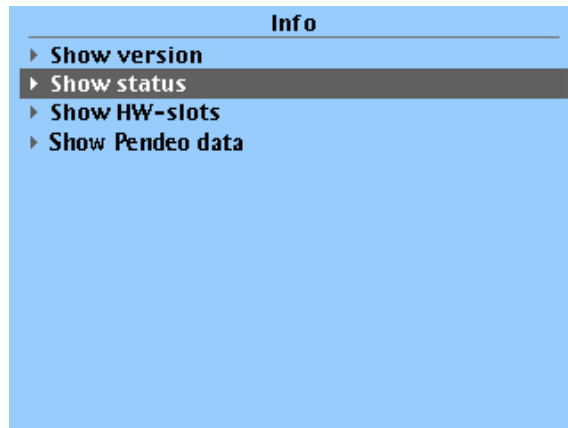 Info
Show version
Show status
Show HW-slots
Show Pendeo data